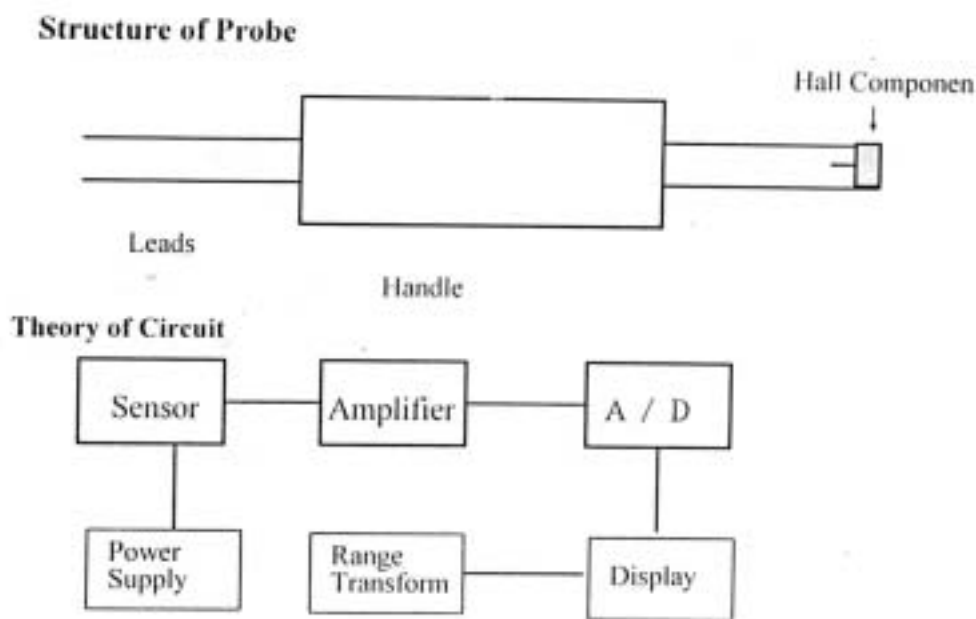 Structure of Probe
Hall Componen
Leads
Handle
Theory of Circuit
Sensor
Amplifier
A / D
Power
Supply
Range
Transform
Display